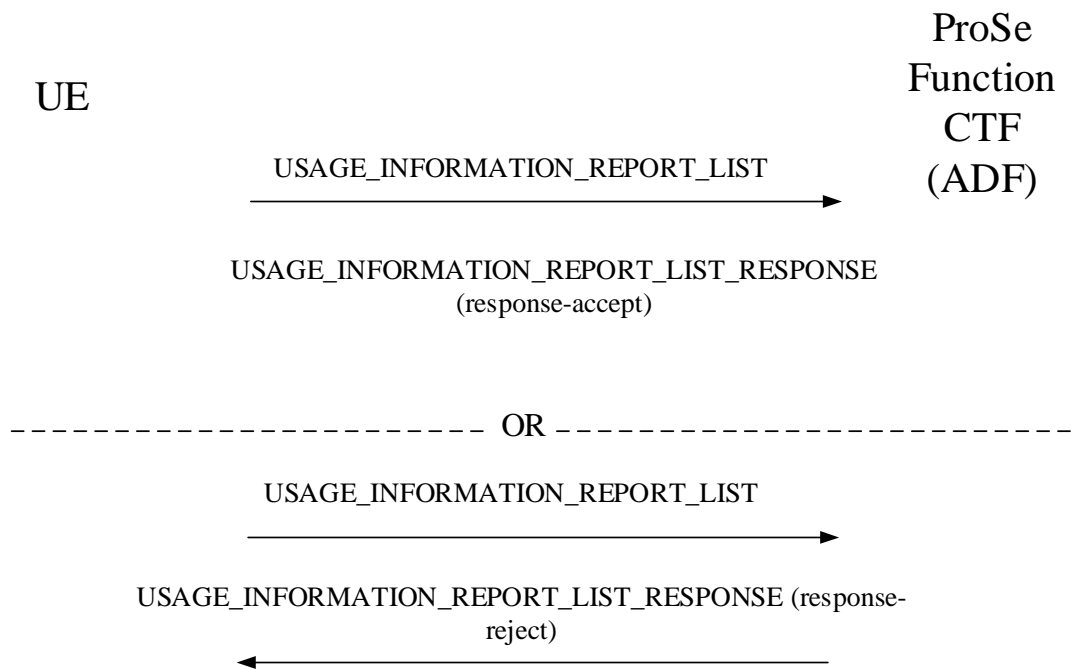 UE
ProSe
Function
CTF
(ADF)
USAGE_INFORMATION_REPORT_LIST
USAGE_INFORMATION_REPORT_LIST_RESPONSE
(response-accept)
OR
USAGE_INFORMATION_REPORT_LIST
USAGE_INFORMATION_REPORT_LIST_RESPONSE (response-
reject)